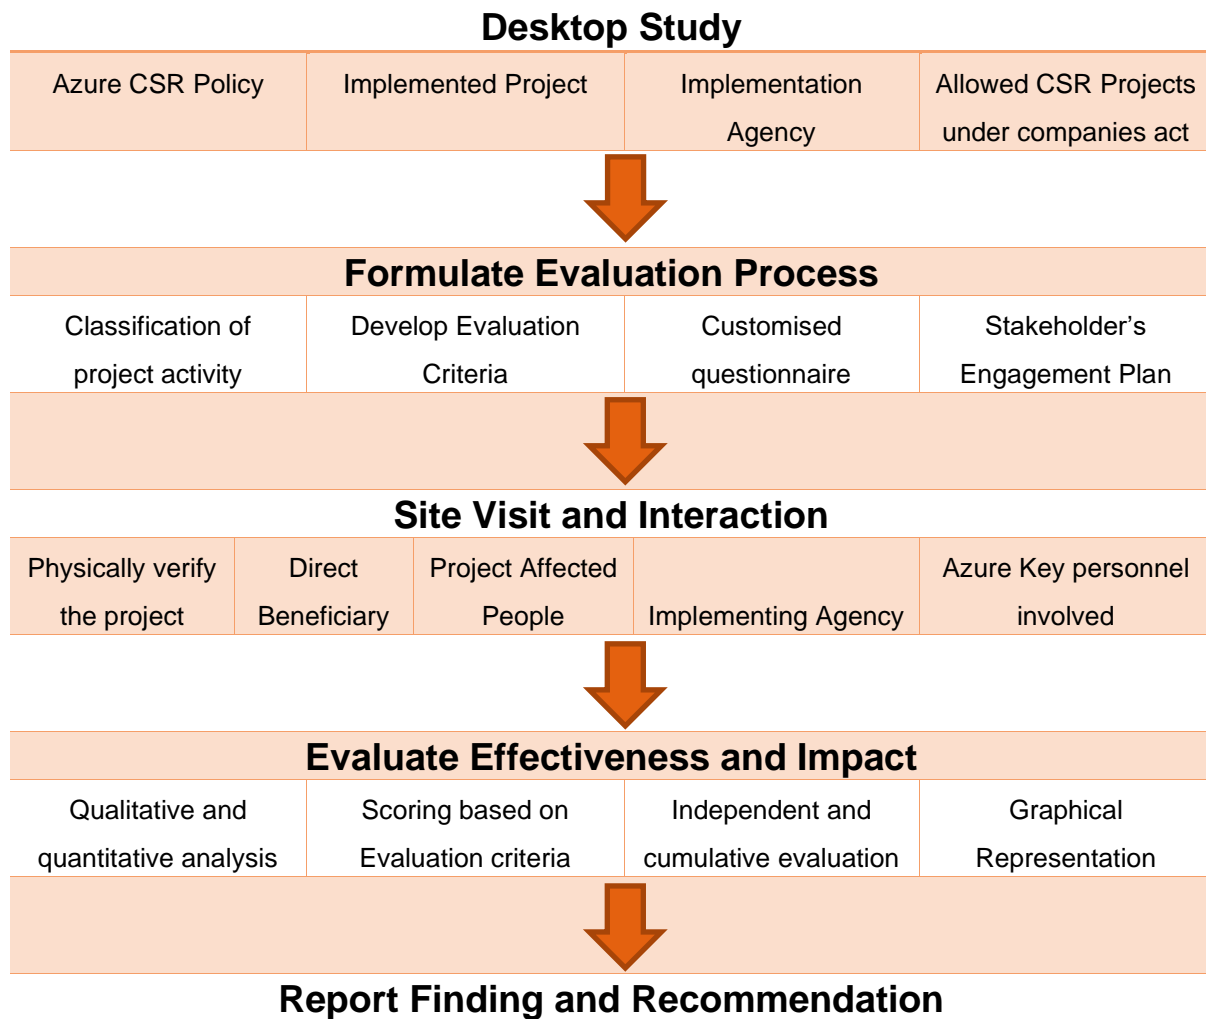 Desktop Study
Azure CSR Policy
Implemented Project
Implementation
Agency
Allowed CSR Projects
under companies act
Formulate Evaluation Process
Classification of
project activity
Develop Evaluation
Criteria
Customised
questionnaire
Stakeholder’s
Engagement Plan
Site Visit and Interaction
Physically verify
the project
Direct
Beneficiary
Project Affected
People
Implementing Agency
Azure Key personnel
involved
Evaluate Effectiveness and Impact
Qualitative and
quantitative analysis
Scoring based on
Evaluation criteria
Independent and
cumulative evaluation
Graphical
Representation
Report Finding and Recommendation